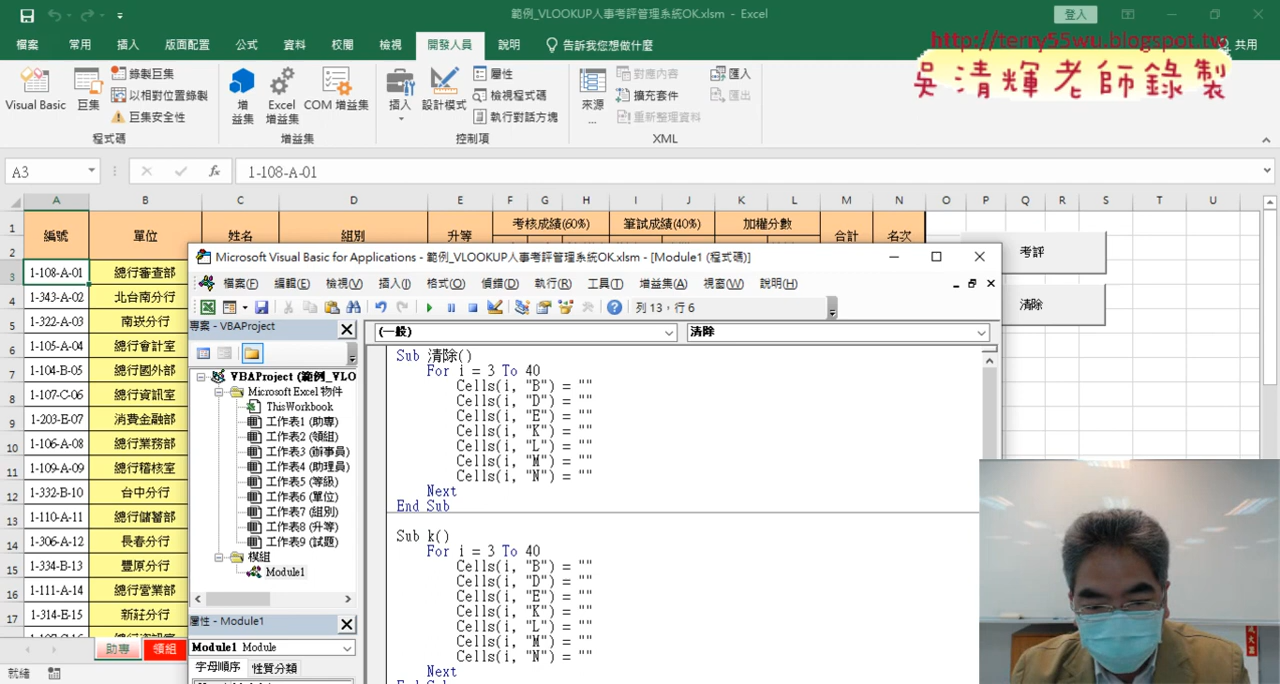 範例_VLOOKUP人事考評管理系統OK.xlsm - Excel
登入
檔案 常用 插入 版面配置 公式 資料 校閱 檢視 開發人員 說明 告訴我您想做什麼 共用
http://terry55wu.blogspot.tw
吳清輝老師錄製
Visual Basic 巨集 錄製巨集 以相對位置錄製 巨集安全性
增益集 Excel 增益集 COM 增益集
插入 設計模式 屬性 檢視程式碼 執行對話方塊
來源... 對應內容 擴充套件 重新整理資料 匯入 匯出
程式碼 增益集 控制項 XML
A3 fx 1-108-A-01
A B C D E F G H I J K L M N O P Q R S T U
編號 單位 姓名 組別 升等 考核成績(60%) 筆試成績(40%) 加權分數 合計 名次
考評
清除
1
2
3 1-108-A-01 總行審查部
4 1-343-A-02 北台南分行
5 1-322-A-03 南崁分行
6 1-105-A-04 總行會計室
7 1-104-B-05 總行國外部
8 1-107-C-06 總行資訊室
9 1-203-E-07 消費金融部
10 1-106-A-08 總行業務部
11 1-109-A-09 總行稽核室
12 1-332-B-10 台中分行
13 1-110-A-11 總行儲蓄部
14 1-306-A-12 長春分行
15 1-334-B-13 豐原分行
16 1-111-A-14 總行營業部
17 1-314-E-15 新莊分行
助專 領組
就緒
Microsoft Visual Basic for Applications - 範例_VLOOKUP人事考評管理系統OK.xlsm - [Module1 (程式碼)]
檔案(F) 編輯(E) 檢視(V) 插入(I) 格式(O) 偵錯(D) 執行(R) 工具(T) 增益集(A) 視窗(W) 說明(H)
列 13，行 6
專案 - VBAProject
VBAProject (範例_VLO
Microsoft Excel 物件
ThisWorkbook
工作表1 (助專)
工作表2 (領組)
工作表3 (辦事員)
工作表4 (助理員)
工作表5 (等級)
工作表6 (單位)
工作表7 (組別)
工作表8 (升等)
工作表9 (試題)
模組
Module1
屬性 - Module1
Module1 Module
字母順序 性質分類
(一般) 清除
Sub 清除()
For i = 3 To 40
Cells(i, "B") = ""
Cells(i, "D") = ""
Cells(i, "E") = ""
Cells(i, "K") = ""
Cells(i, "L") = ""
Cells(i, "M") = ""
Cells(i, "N") = ""
Next
End Sub
Sub k()
For i = 3 To 40
Cells(i, "B") = ""
Cells(i, "D") = ""
Cells(i, "E") = ""
Cells(i, "K") = ""
Cells(i, "L") = ""
Cells(i, "M") = ""
Cells(i, "N") = ""
Next